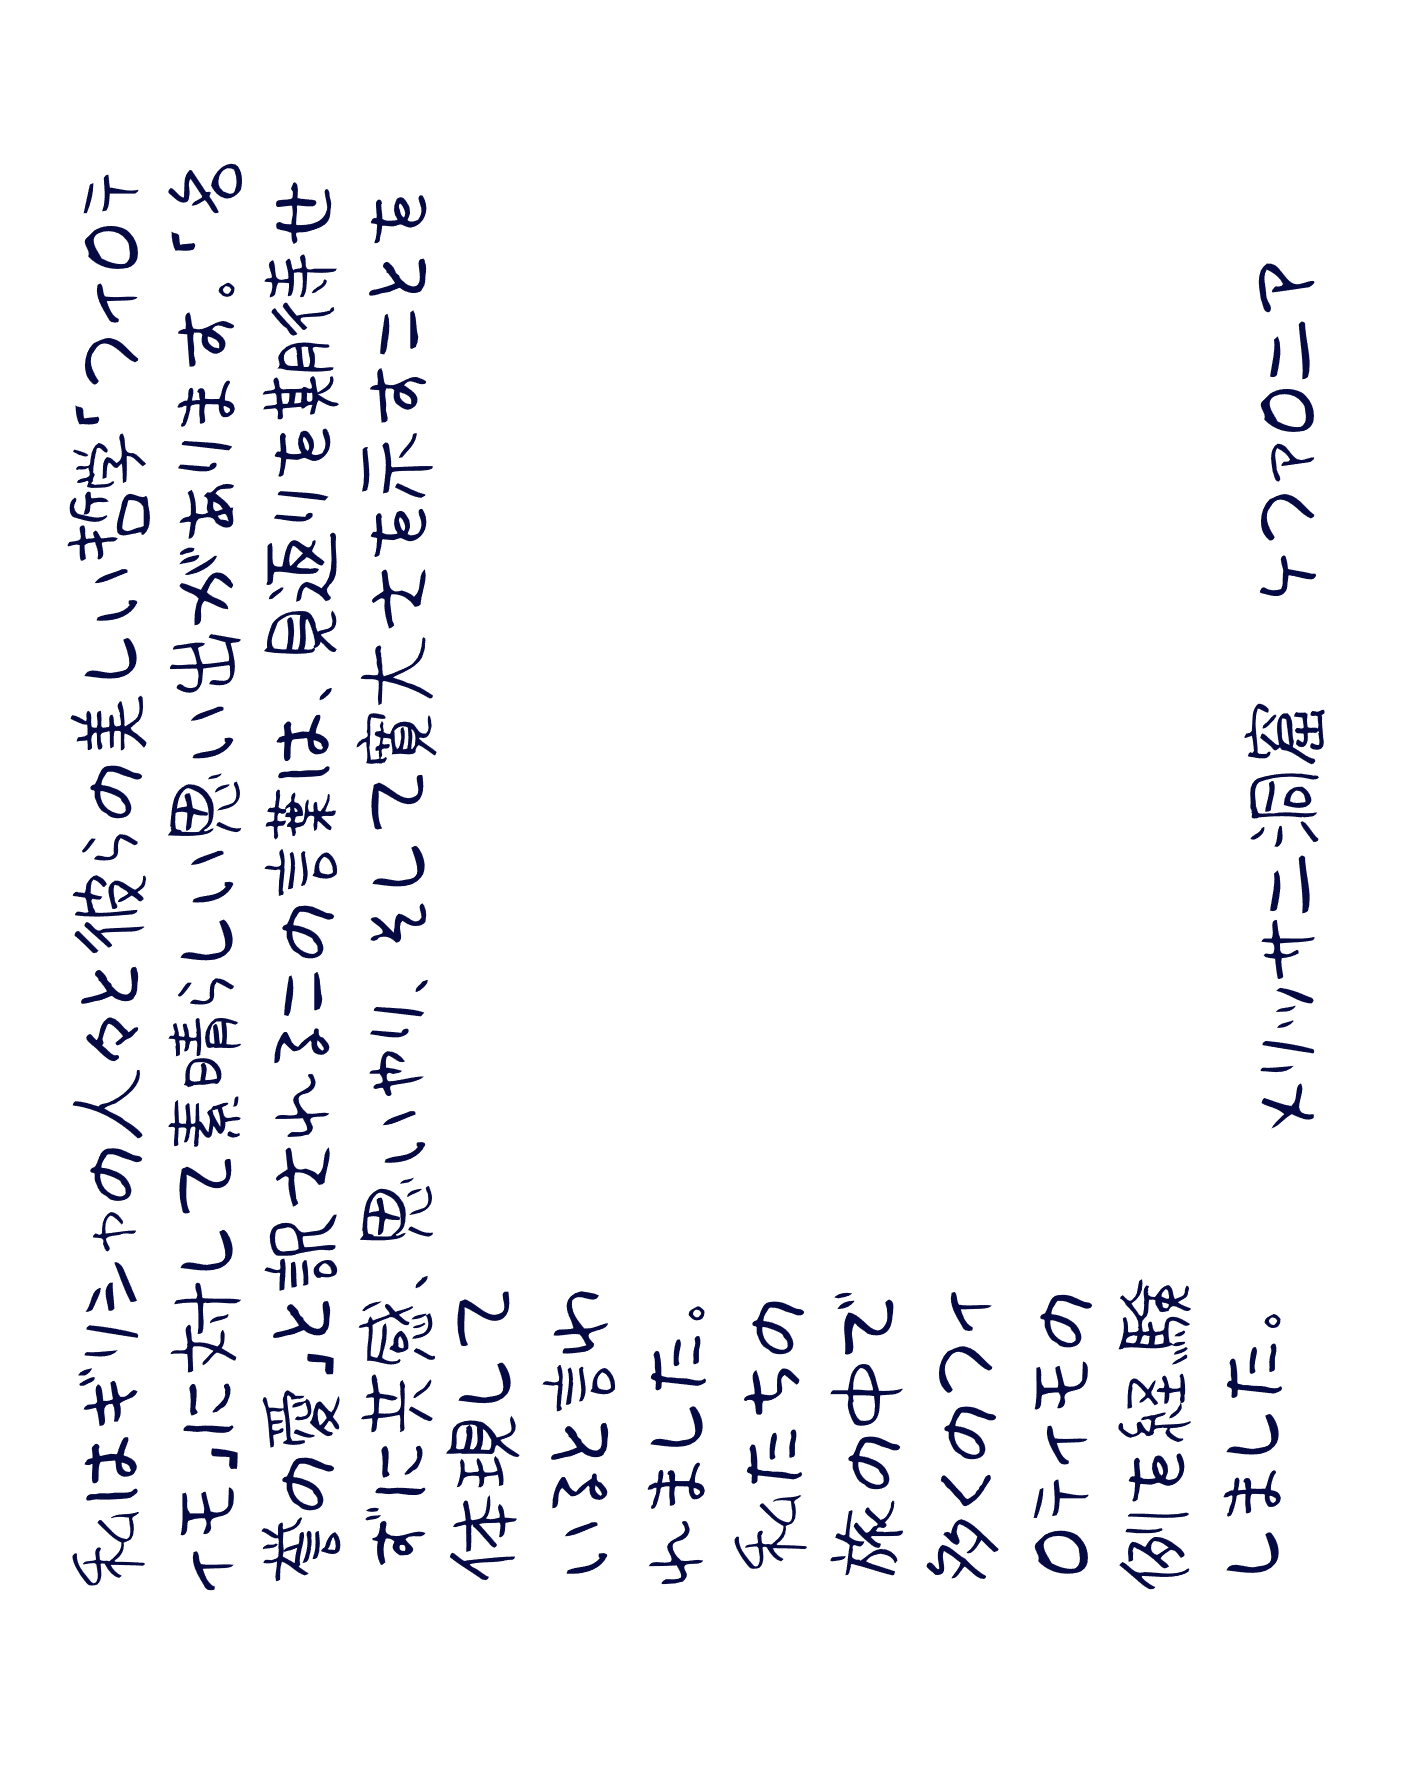 私はギリシャの人々と彼らの美しい哲学「フィロテ
ィモ」に対して素晴らしい思い出があります。「名
誉の愛」と訳されるこの言葉は、見返りを期待せ
ずに共感、思いやり、そして寛大さを示すことを
体現して
いると言わ
れました。
私たちの
旅の中で
多くのフィ
ロティモの
例を経験
しました。
メリッサニ洞窟　ケファロニア